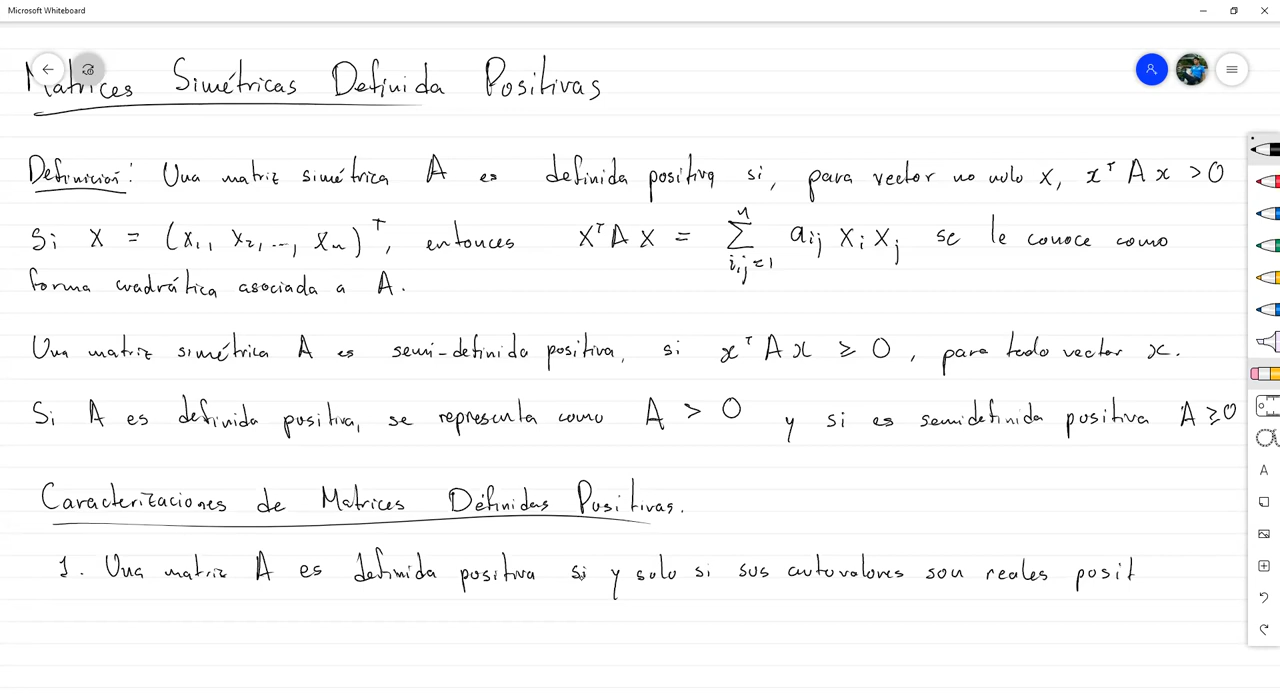 Microsoft Whiteboard
Matrices Simétricas Definida Positivas
Definición: Una matriz simétrica A es definida positiva si, para vector no nulo x, xᵀ A x > 0
Si X = (x₁, x₂, ..., xₙ)ᵀ, entonces XᵀAX = ∑ⁿᵢ,ⱼ₌₁ aᵢⱼ xᵢ xⱼ se le conoce como
forma cuadrática asociada a A.
Una matriz simétrica A es semi-definida positiva, si xᵀ A x ≥ 0, para todo vector x.
Si A es definida positiva, se representa como A > 0 y si es semidefinida positiva A ≥ 0
Caracterizaciones de Matrices Definidas Positivas.
1. Una matriz A es definida positiva si y solo si sus autovalores son reales posit